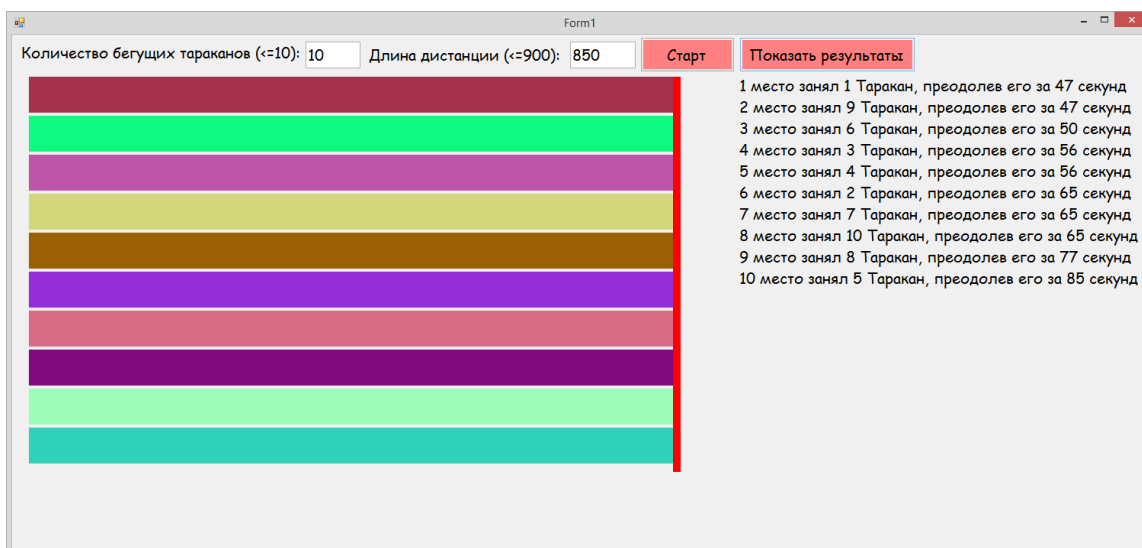 Form1
Количество бегущих тараканов (<=10): 10 Длина дистанции (<=900): 850 Старт Показать результаты
1 место занял 1 Таракан, преодолев его за 47 секунд
2 место занял 9 Таракан, преодолев его за 47 секунд
3 место занял 6 Таракан, преодолев его за 50 секунд
4 место занял 3 Таракан, преодолев его за 56 секунд
5 место занял 4 Таракан, преодолев его за 56 секунд
6 место занял 2 Таракан, преодолев его за 65 секунд
7 место занял 7 Таракан, преодолев его за 65 секунд
8 место занял 10 Таракан, преодолев его за 65 секунд
9 место занял 8 Таракан, преодолев его за 77 секунд
10 место занял 5 Таракан, преодолев его за 85 секунд